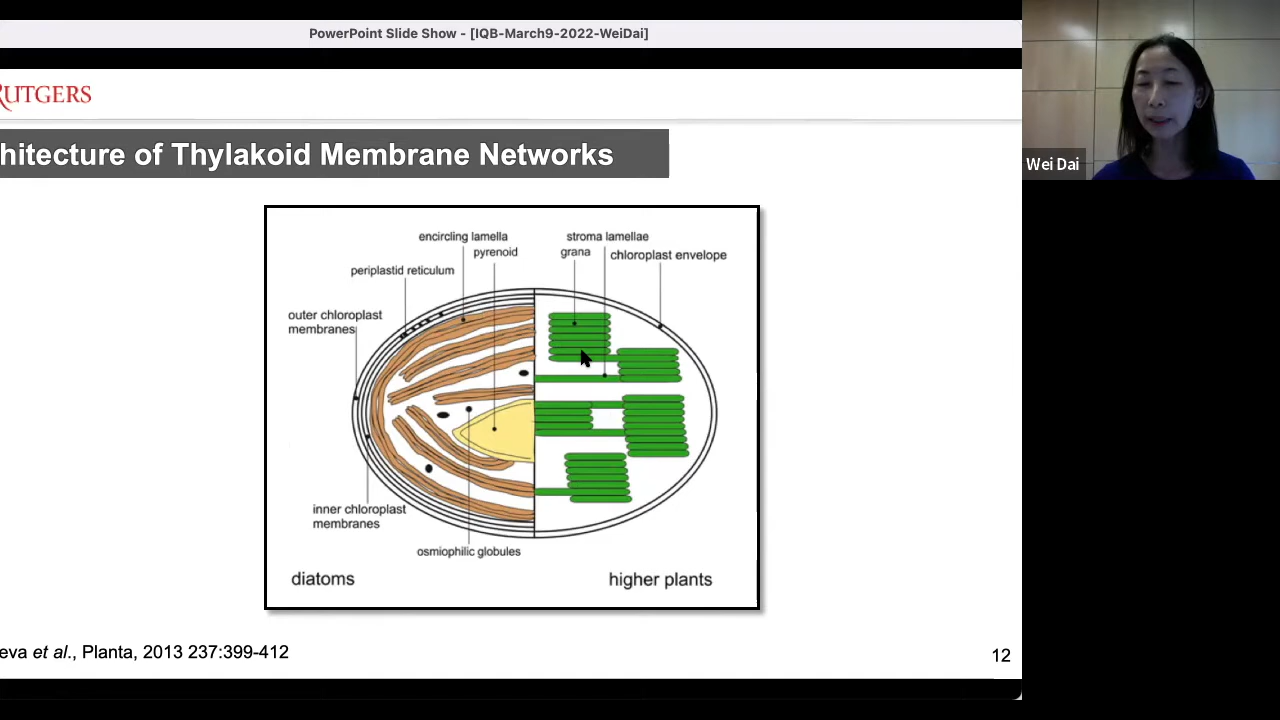 PowerPoint Slide Show - [IQB-March9-2022-WeiDai]
RUTGERS
hitecture of Thylakoid Membrane Networks
Wei Dai
encircling lamella
stroma lamellae
pyrenoid
grana
chloroplast envelope
periplastid reticulum
outer chloroplast
membranes
inner chloroplast
membranes
osmiophilic globules
diatoms
higher plants
eva et al., Planta, 2013 237:399-412
12